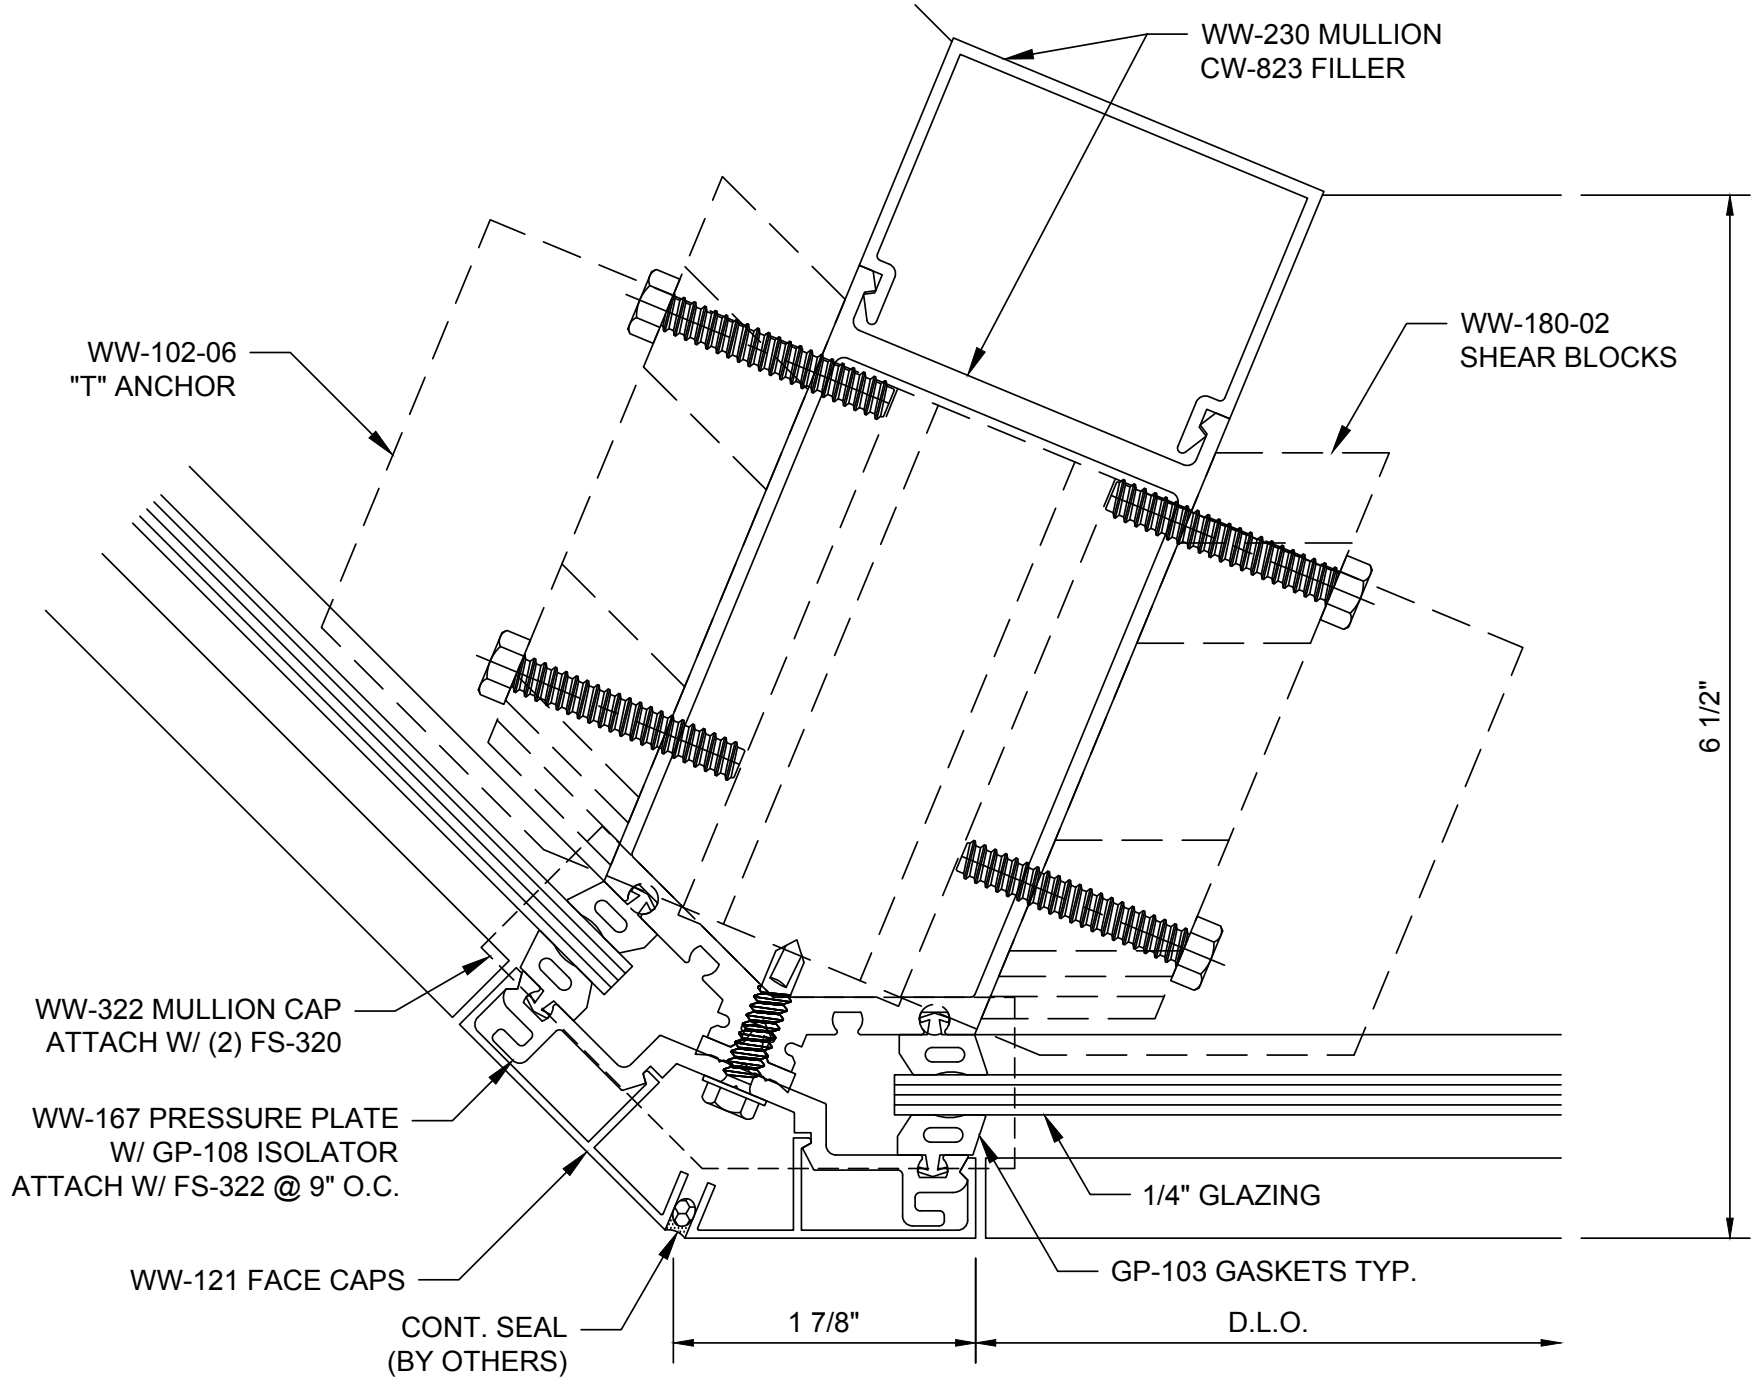 WW-230 MULLION
CW-823 FILLER
WW-180-02
SHEAR BLOCKS
WW-102-06
"T" ANCHOR
6 1/2"
WW-322 MULLION CAP
ATTACH W/ (2) FS-320
WW-167 PRESSURE PLATE
W/ GP-108 ISOLATOR
ATTACH W/ FS-322 @ 9" O.C.
1/4" GLAZING
WW-121 FACE CAPS
GP-103 GASKETS TYP.
CONT. SEAL
(BY OTHERS)
1 7/8"
D.L.O.